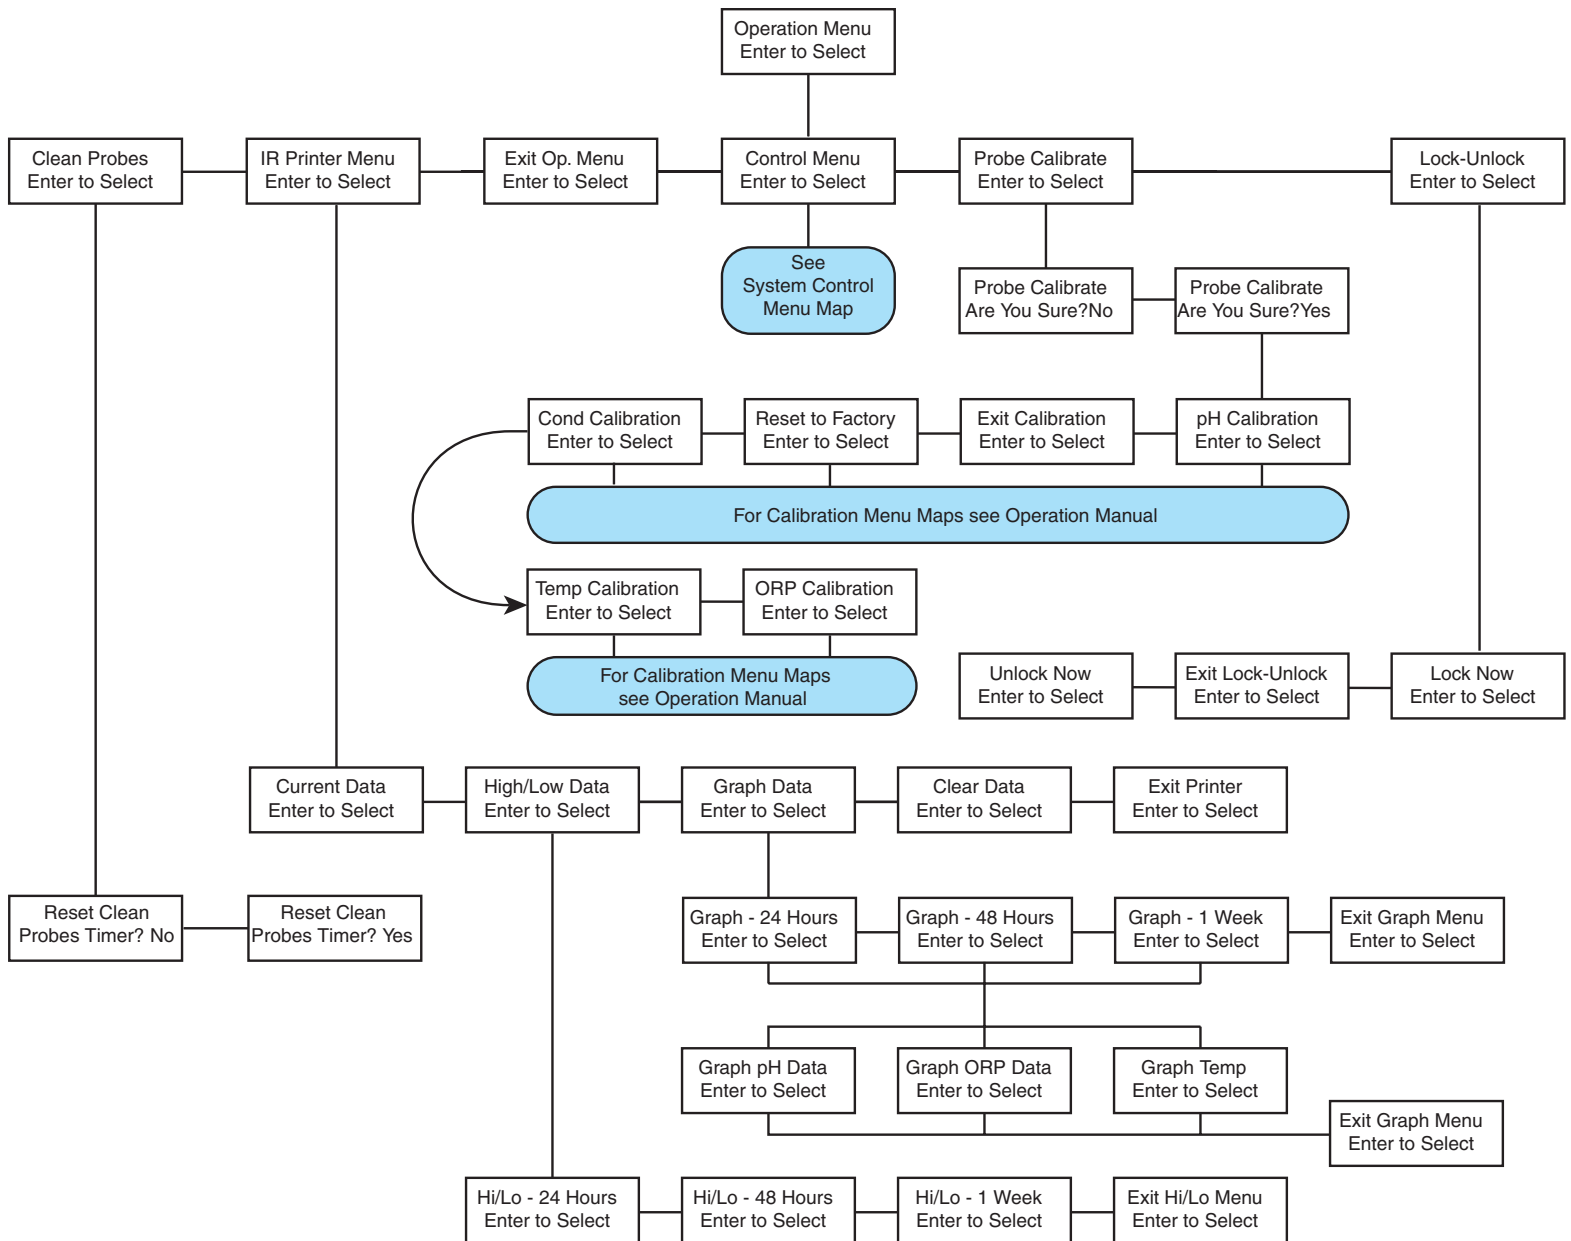 Operation Menu
Enter to Select
Clean Probes
Enter to Select
IR Printer Menu
Enter to Select
Exit Op. Menu
Enter to Select
Control Menu
Enter to Select
Probe Calibrate
Enter to Select
Lock-Unlock
Enter to Select
See
System Control
Menu Map
Probe Calibrate
Are You Sure?No
Probe Calibrate
Are You Sure?Yes
Cond Calibration
Enter to Select
Reset to Factory
Enter to Select
Exit Calibration
Enter to Select
pH Calibration
Enter to Select
For Calibration Menu Maps see Operation Manual
Temp Calibration
Enter to Select
ORP Calibration
Enter to Select
For Calibration Menu Maps
see Operation Manual
Unlock Now
Enter to Select
Exit Lock-Unlock
Enter to Select
Lock Now
Enter to Select
Current Data
Enter to Select
High/Low Data
Enter to Select
Graph Data
Enter to Select
Clear Data
Enter to Select
Exit Printer
Enter to Select
Reset Clean
Probes Timer? No
Reset Clean
Probes Timer? Yes
Graph - 24 Hours
Enter to Select
Graph - 48 Hours
Enter to Select
Graph - 1 Week
Enter to Select
Exit Graph Menu
Enter to Select
Graph pH Data
Enter to Select
Graph ORP Data
Enter to Select
Graph Temp
Enter to Select
Exit Graph Menu
Enter to Select
Hi/Lo - 24 Hours
Enter to Select
Hi/Lo - 48 Hours
Enter to Select
Hi/Lo - 1 Week
Enter to Select
Exit Hi/Lo Menu
Enter to Select